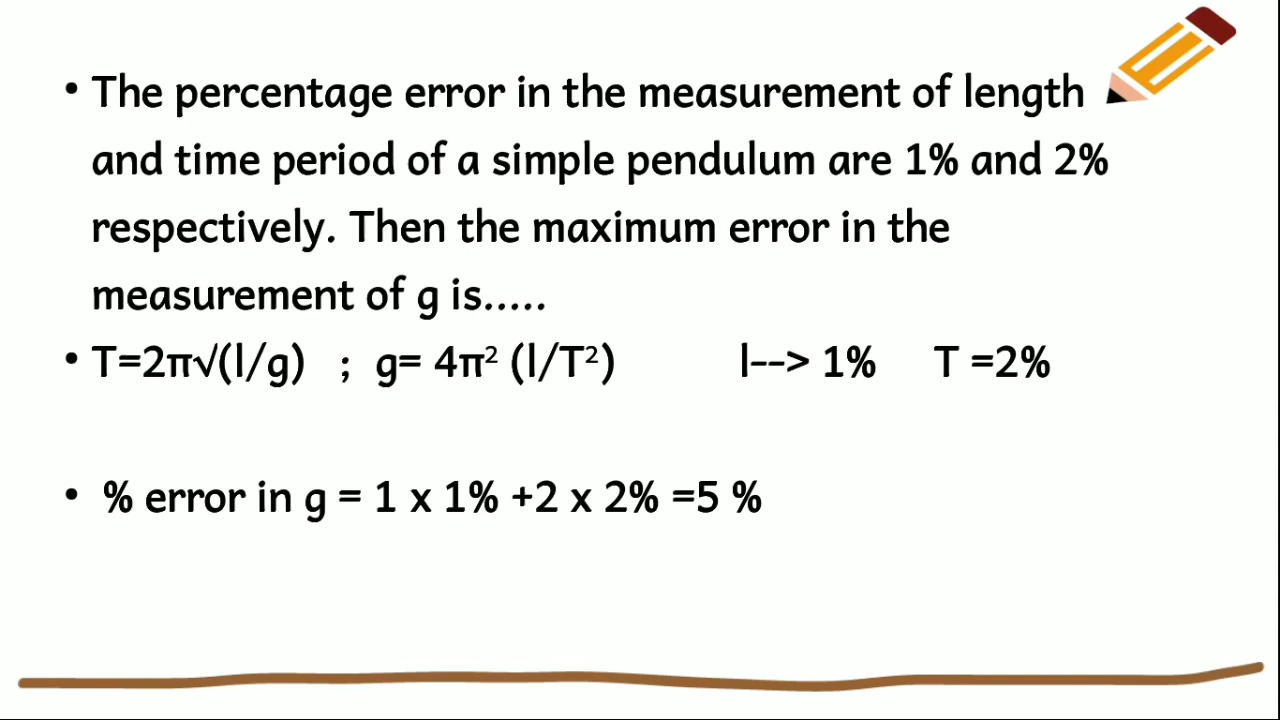 • The percentage error in the measurement of length
and time period of a simple pendulum are 1% and 2%
respectively. Then the maximum error in the
measurement of g is.....
• T=2π√(l/g) ; g= 4π² (l/T²) l--> 1% T =2%
• % error in g = 1 x 1% +2 x 2% =5 %